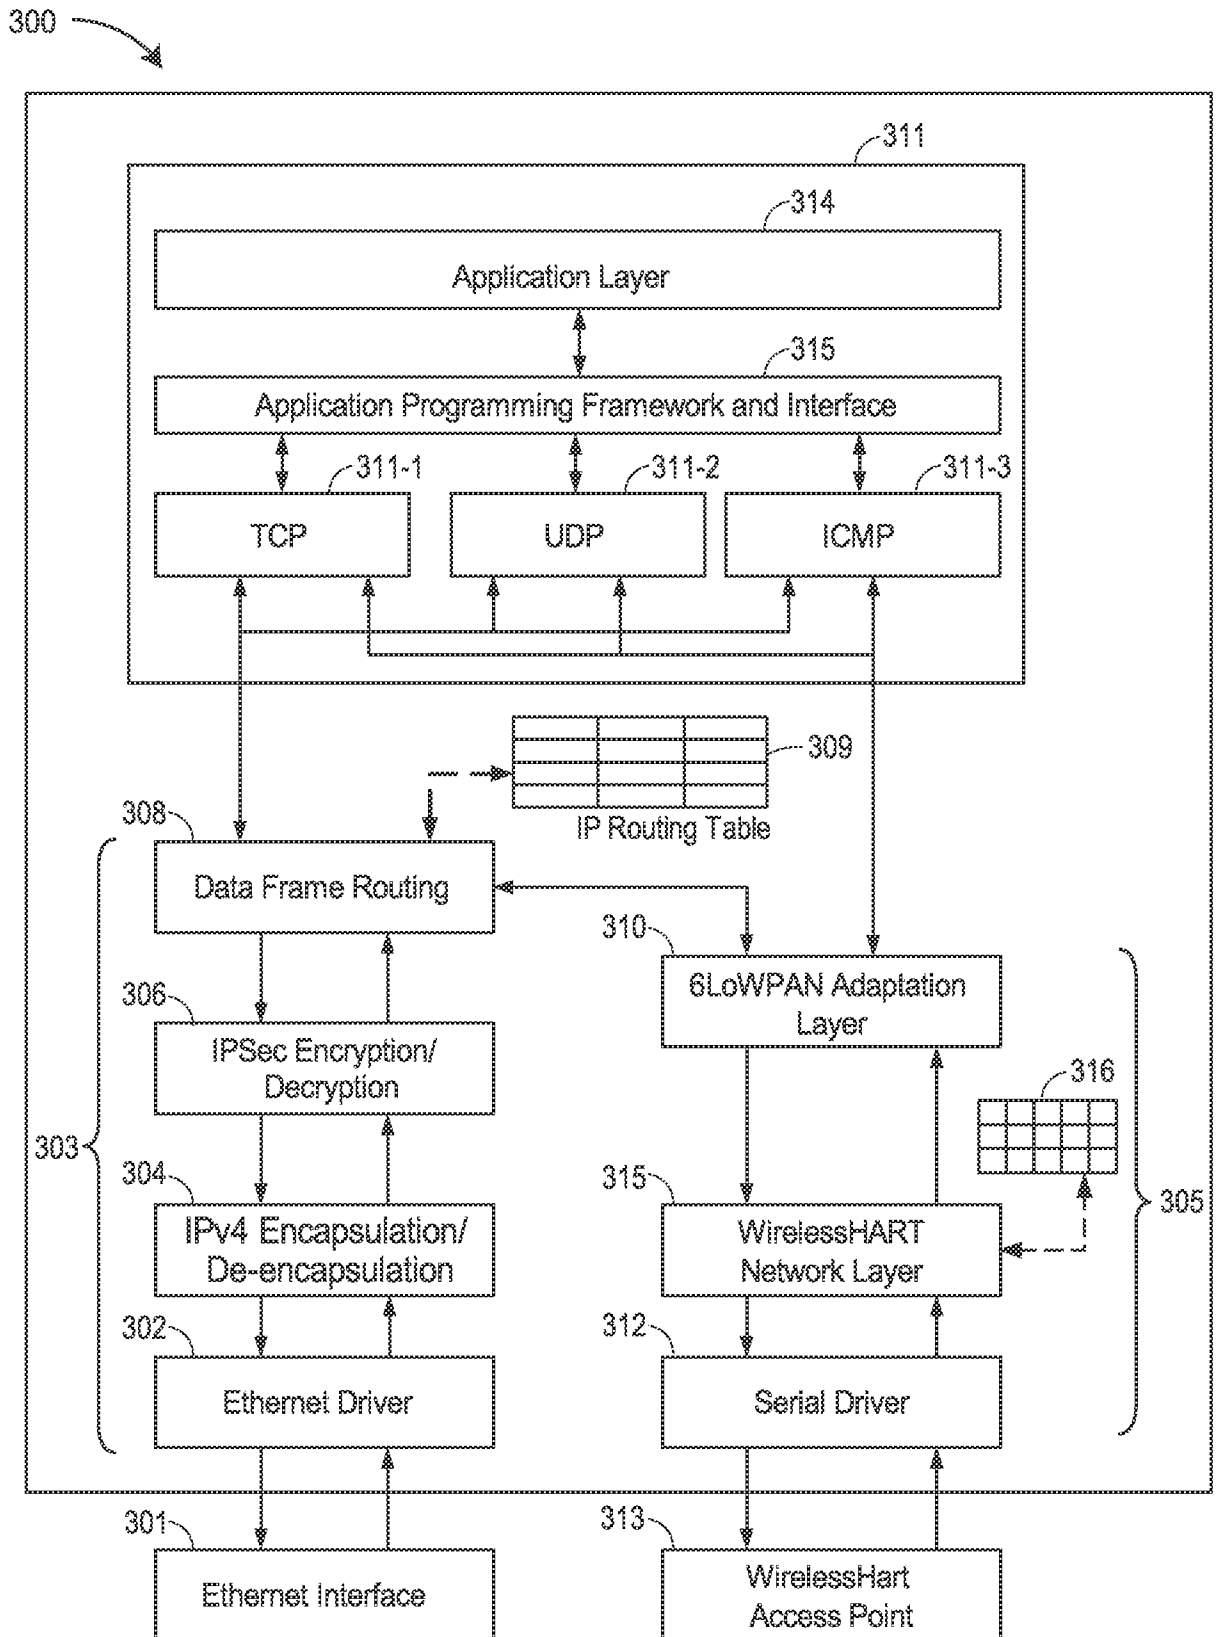 300
311
314
Application Layer
315
Application Programming Framework and Interface
311-1
311-2
311-3
TCP
UDP
ICMP
309
IP Routing Table
308
Data Frame Routing
310
6LoWPAN Adaptation
Layer
306
IPSec Encryption/
Decryption
316
303
304
IPv4 Encapsulation/
De-encapsulation
315
WirelessHART
Network Layer
305
302
Ethernet Driver
312
Serial Driver
301
Ethernet Interface
313
WirelessHart
Access Point